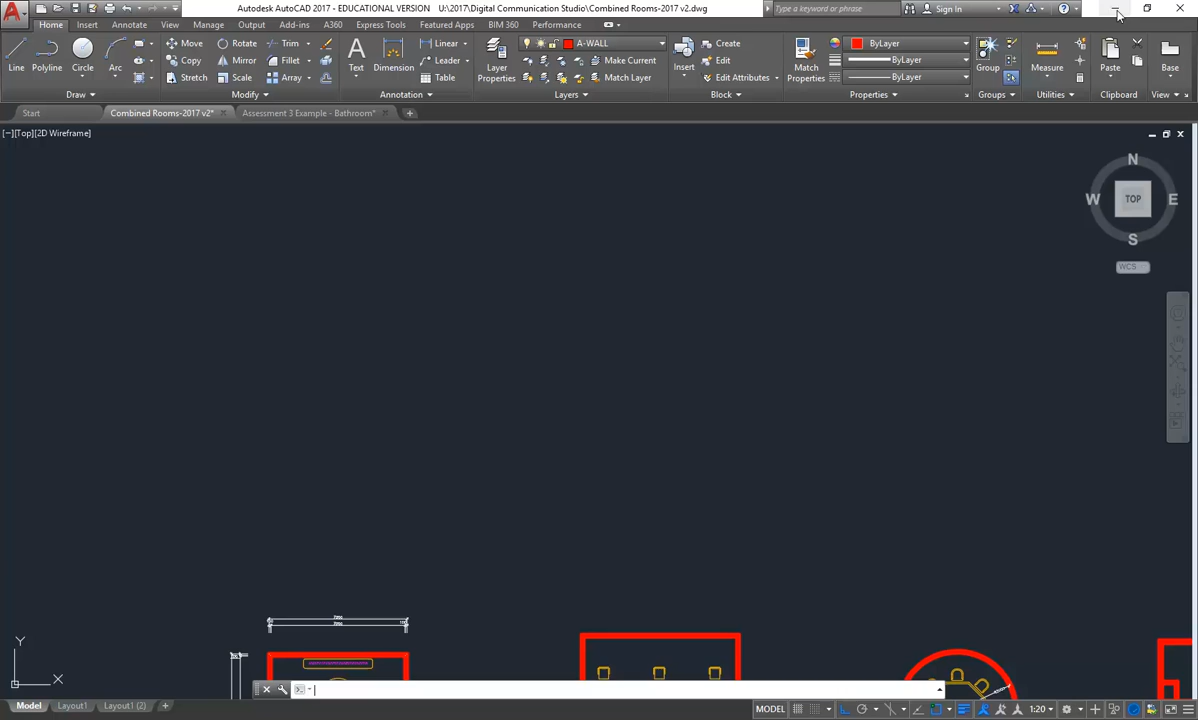 Autodesk AutoCAD 2017 - EDUCATIONAL VERSION U:\2017\Digital Communication Studio\Combined Rooms-2017 v2.dwg
Type a keyword or phrase
Sign In
Home Insert Annotate View Manage Output Add-ins A360 Express Tools Featured Apps BIM 360 Performance
Line Polyline Circle Arc
Move Rotate Trim
Copy Mirror Fillet
Stretch Scale Array
Text Dimension
Linear
Leader
Table
Layer Properties
A-WALL
Make Current
Match Layer
Insert
Create
Edit
Edit Attributes
Match Properties
ByLayer
ByLayer
ByLayer
Group
Measure
Paste
Base
Draw Modify Annotation Layers Block Properties Groups Utilities Clipboard View
Start Combined Rooms-2017 v2* Assessment 3 Example - Bathroom*
[−][Top][2D Wireframe]
N
W TOP E
S
WCS
Y
X
Model Layout1 Layout1 (2)
MODEL
1:20